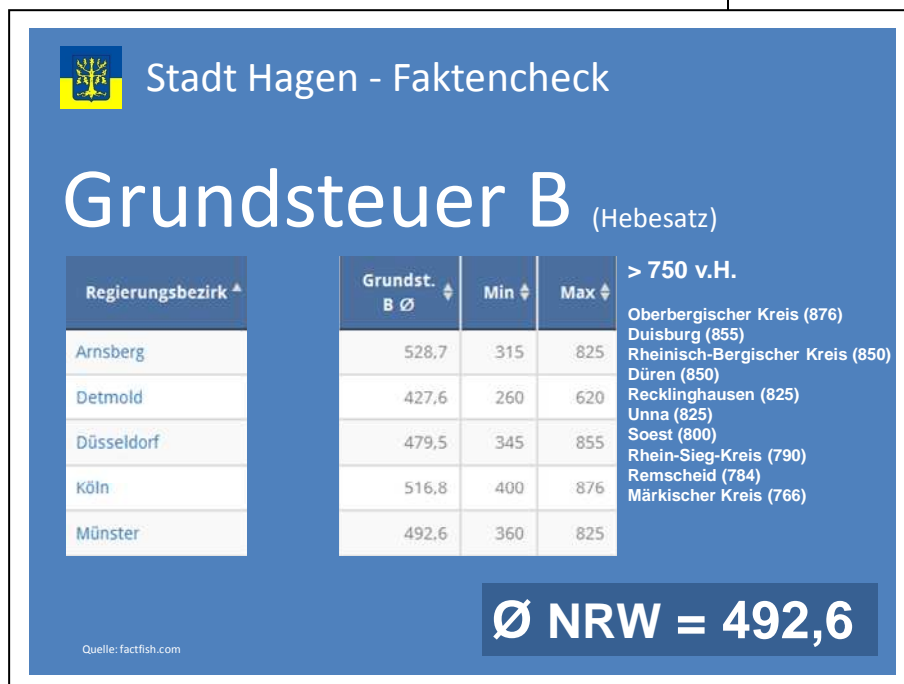 Stadt Hagen - Faktencheck
Grundsteuer B (Hebesatz)
Regierungsbezirk Grundst. B Ø Min Max
Arnsberg 528,7 315 825
Detmold 427,6 260 620
Düsseldorf 479,5 345 855
Köln 516,8 400 876
Münster 492,6 360 825
> 750 v.H.
Oberbergischer Kreis (876)
Duisburg (855)
Rheinisch-Bergischer Kreis (850)
Düren (850)
Recklinghausen (825)
Unna (825)
Soest (800)
Rhein-Sieg-Kreis (790)
Remscheid (784)
Märkischer Kreis (766)
Ø NRW = 492,6
Quelle: factfish.com